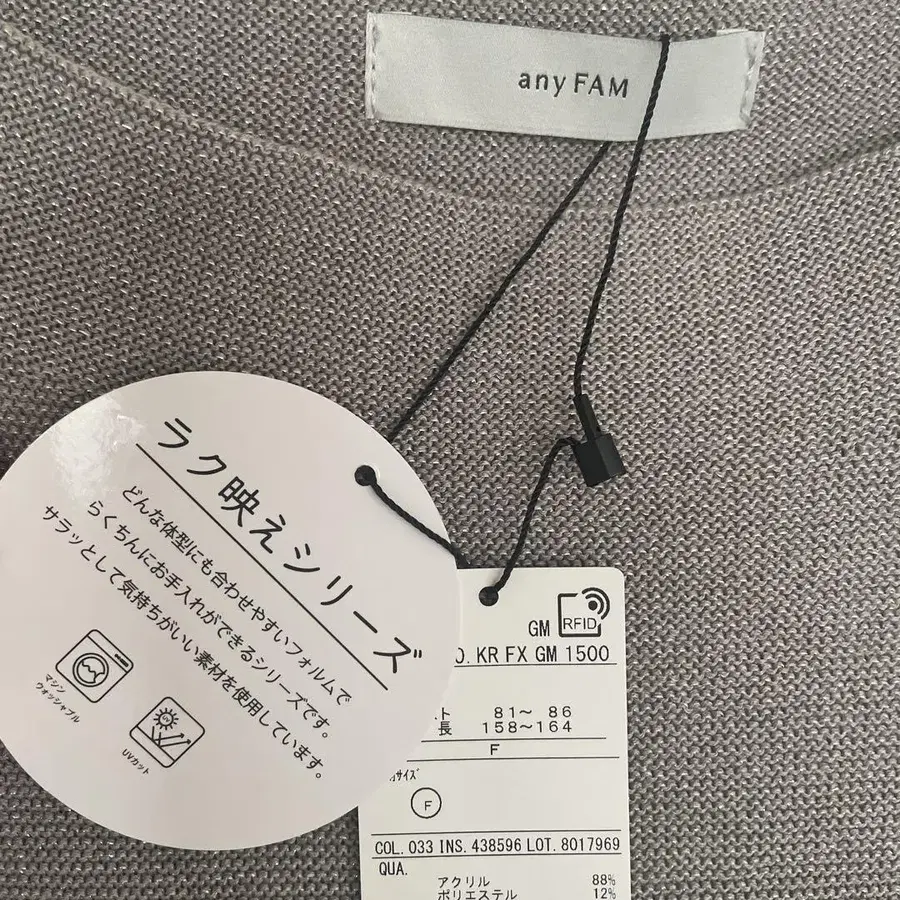 any FAM
ラク映えシリーズ
どんな体型にも合わせやすいフォルムで
らくちんにお手入れができるシリーズです。
サラッとして気持ちがいい素材を使用しています。
マシン
ウォッシャブル
UV
UVカット
GM
RFID
KR FX GM 1500
81～ 86
長 158～164
F
サイズ
F
COL. 033 INS. 438596 LOT. 8017969
QUA.
アクリル 88%
ポリエステル 12%